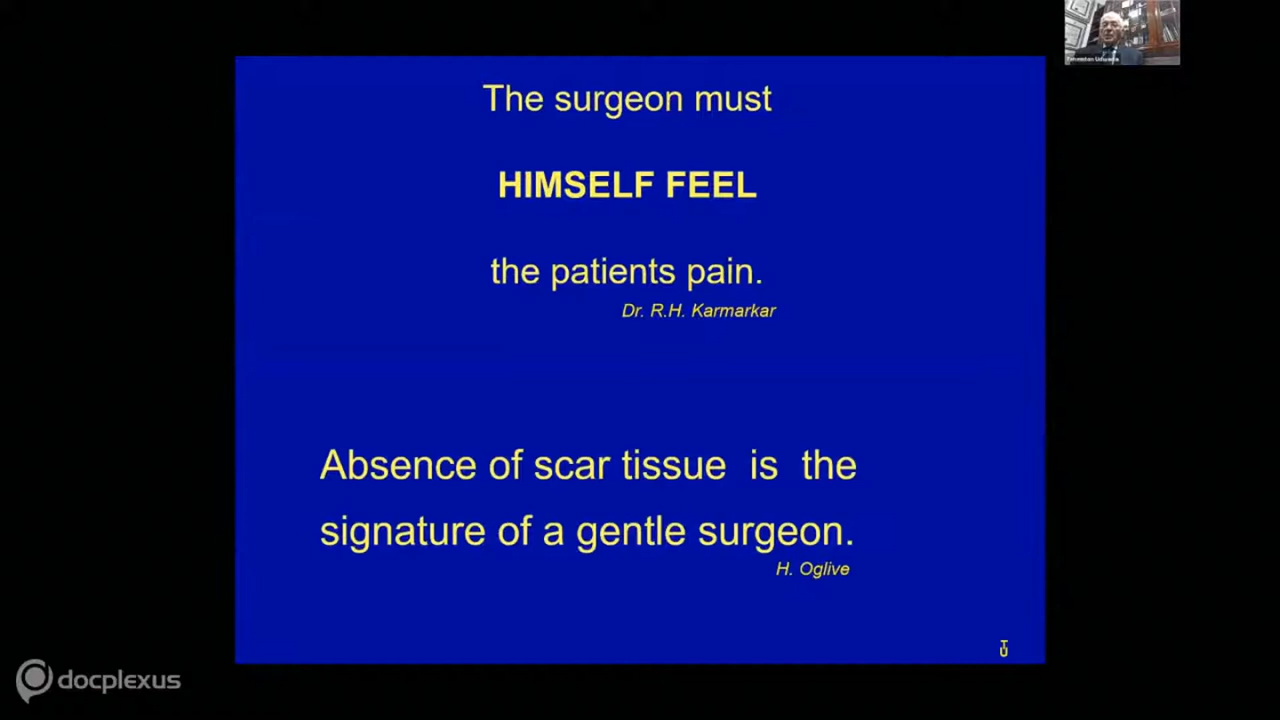 The surgeon must
HIMSELF FEEL
the patients pain.
Dr. R.H. Karmarkar
Absence of scar tissue is the
signature of a gentle surgeon.
H. Oglive
TU
docplexus